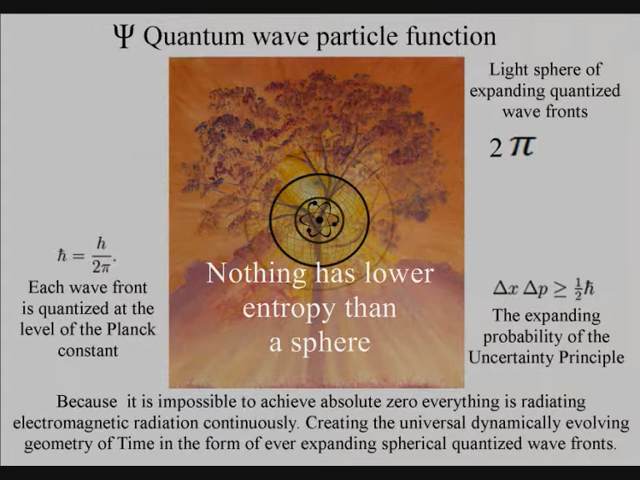 Ψ Quantum wave particle function
Light sphere of
expanding quantized
wave fronts
2 π
ħ = h/2π.
Each wave front
is quantized at the
level of the Planck
constant
Nothing has lower
entropy than
a sphere
Δx Δp ≥ ½ħ
The expanding
probability of the
Uncertainty Principle
Because it is impossible to achieve absolute zero everything is radiating
electromagnetic radiation continuously. Creating the universal dynamically evolving
geometry of Time in the form of ever expanding spherical quantized wave fronts.